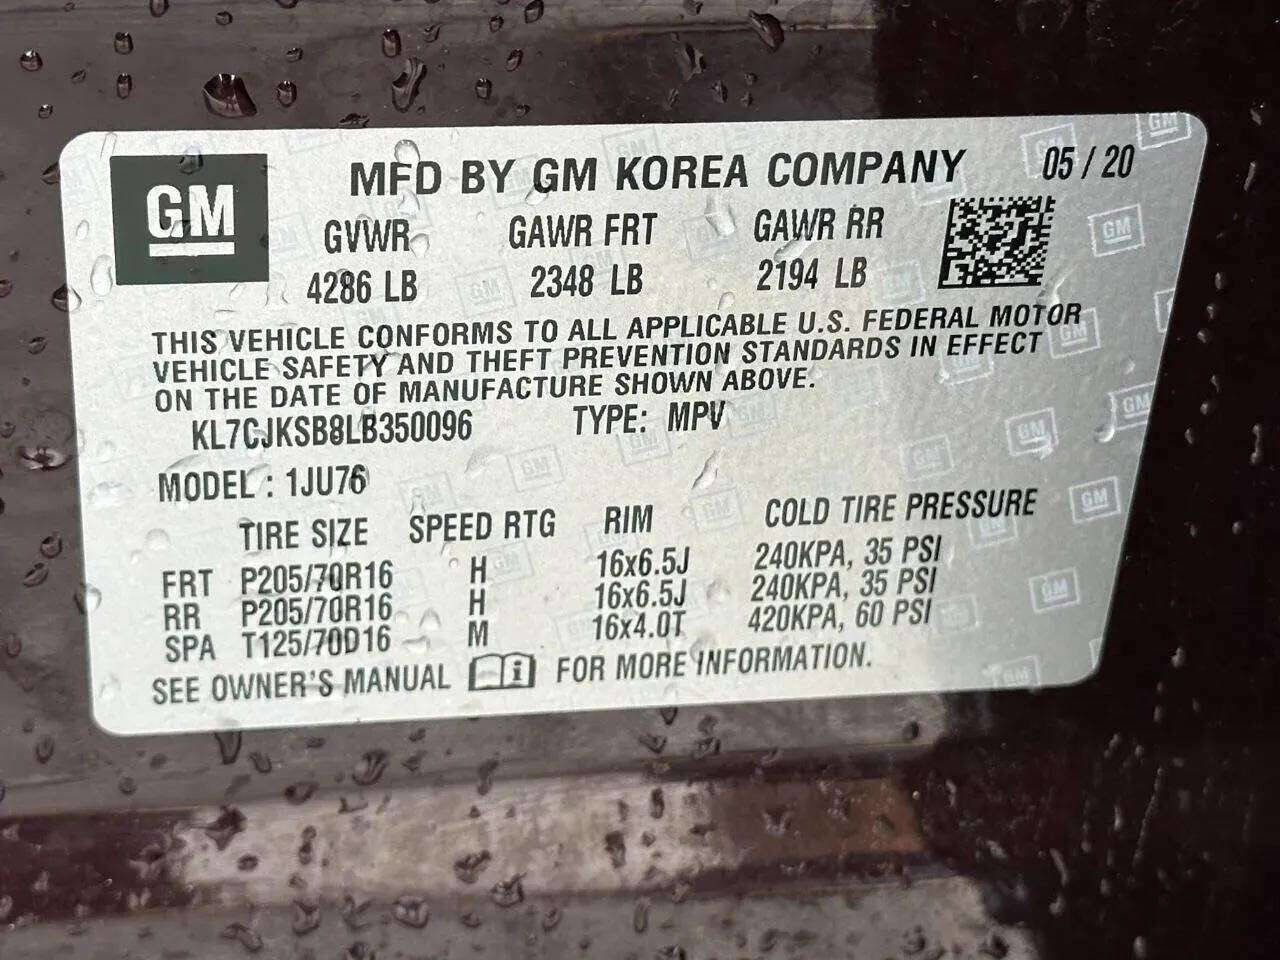 GM
MFD BY GM KOREA COMPANY 05 / 20
GVWR GAWR FRT GAWR RR
4286 LB 2348 LB 2194 LB
THIS VEHICLE CONFORMS TO ALL APPLICABLE U.S. FEDERAL MOTOR
VEHICLE SAFETY AND THEFT PREVENTION STANDARDS IN EFFECT
ON THE DATE OF MANUFACTURE SHOWN ABOVE.
KL7CJKSB8LB350096 TYPE: MPV
MODEL : 1JU76
TIRE SIZE SPEED RTG RIM COLD TIRE PRESSURE
FRT P205/70R16 H 16x6.5J 240KPA, 35 PSI
RR P205/70R16 H 16x6.5J 240KPA, 35 PSI
SPA T125/70D16 M 16x4.0T 420KPA, 60 PSI
SEE OWNER'S MANUAL i FOR MORE INFORMATION.